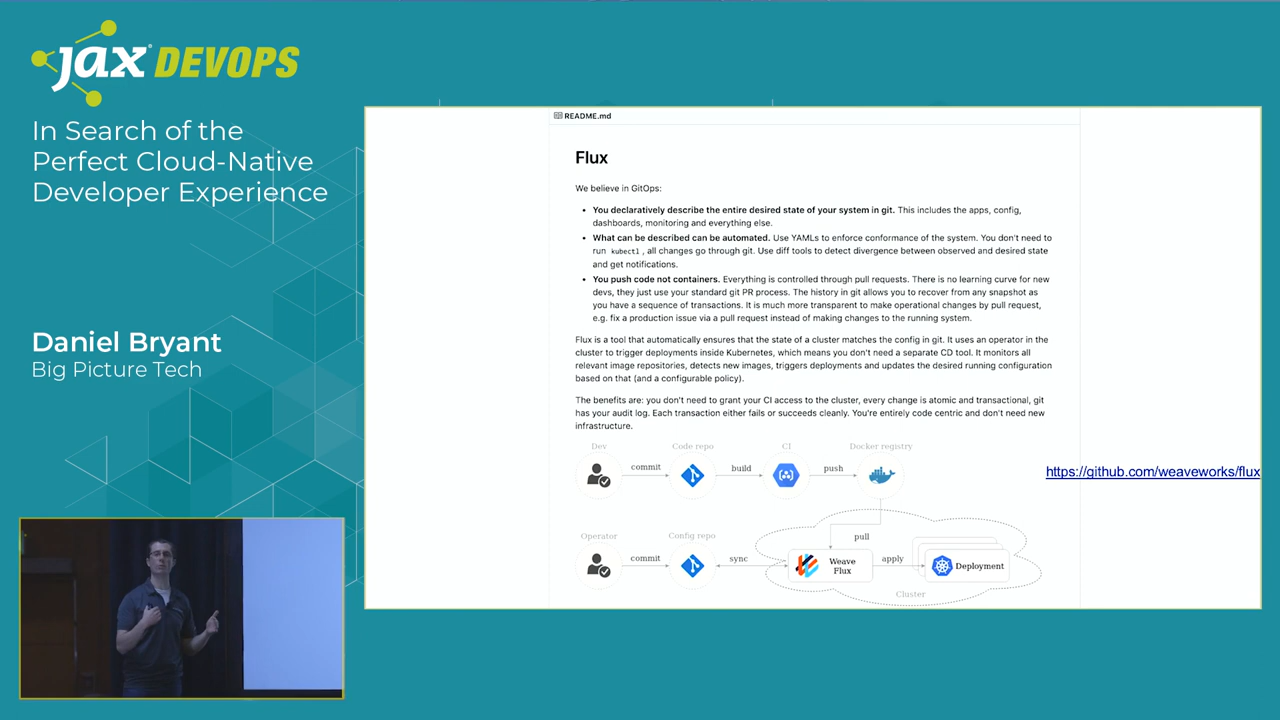 jax DEVOPS
In Search of the
Perfect Cloud-Native
Developer Experience
Daniel Bryant
Big Picture Tech
README.md
Flux
We believe in GitOps:
• You declaratively describe the entire desired state of your system in git. This includes the apps, config,
dashboards, monitoring and everything else.
• What can be described can be automated. Use YAMLs to enforce conformance of the system. You don't need to
run kubectl , all changes go through git. Use diff tools to detect divergence between observed and desired state
and get notifications.
• You push code not containers. Everything is controlled through pull requests. There is no learning curve for new
devs, they just use your standard git PR process. The history in git allows you to recover from any snapshot as
you have a sequence of transactions. It is much more transparent to make operational changes by pull request,
e.g. fix a production issue via a pull request instead of making changes to the running system.
Flux is a tool that automatically ensures that the state of a cluster matches the config in git. It uses an operator in the
cluster to trigger deployments inside Kubernetes, which means you don't need a separate CD tool. It monitors all
relevant image repositories, detects new images, triggers deployments and updates the desired running configuration
based on that (and a configurable policy).
The benefits are: you don't need to grant your CI access to the cluster, every change is atomic and transactional, git
has your audit log. Each transaction either fails or succeeds cleanly. You're entirely code centric and don't need new
infrastructure.
Dev Code repo CI Docker registry
commit build push
https://github.com/weaveworks/flux
pull
Operator Config repo
commit sync Weave Flux apply Deployment
Cluster